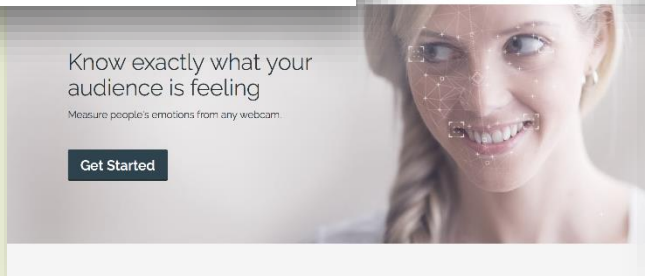 Know exactly what your
audience is feeling
Measure people's emotions from any webcam.
Get Started